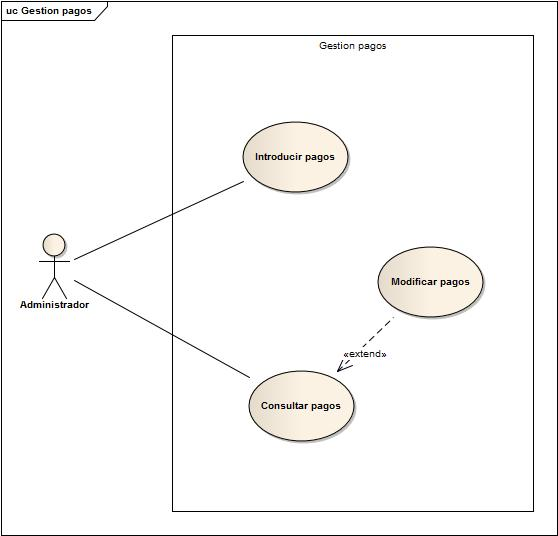 uc Gestion pagos
Gestion pagos
Introducir pagos
Administrador
Modificar pagos
«extend»
Consultar pagos